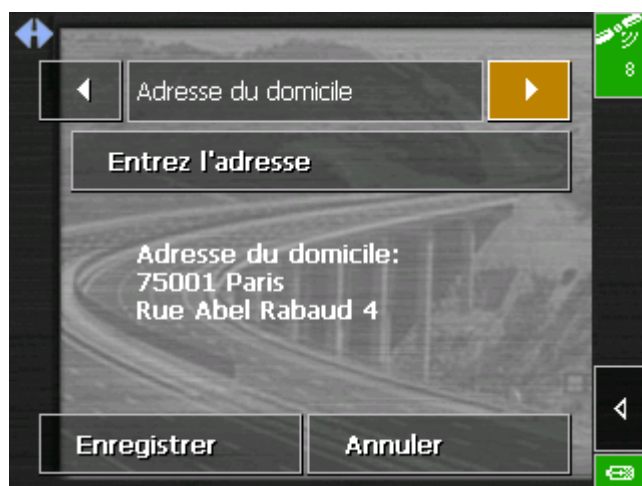 Adresse du domicile
8
Entrez l'adresse
Adresse du domicile:
75001 Paris
Rue Abel Rabaud 4
Enregistrer
Annuler